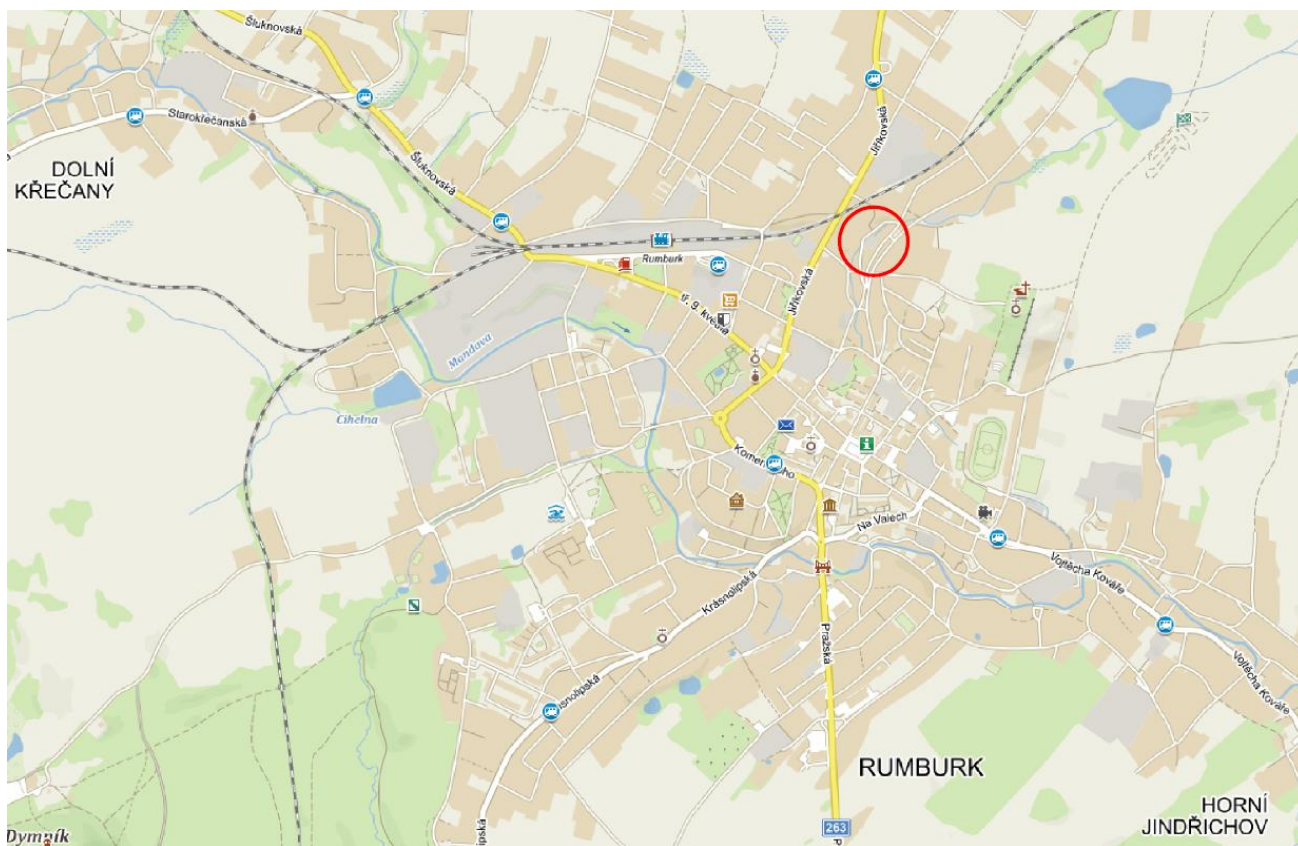 Šluknovská
Starokřečanská
Jiříkovská
DOLNÍ
KŘEČANY
Šluknovská
Rumburk
Jiříkovská
tř. 9. května
Mandava
Cihelna
Komenského
Na Valech
Vojtěcha Kováře
Krásnolipská
Pražská
Vojtěcha Kováře
RUMBURK
HORNÍ
JINDŘICHOV
263
Dymník